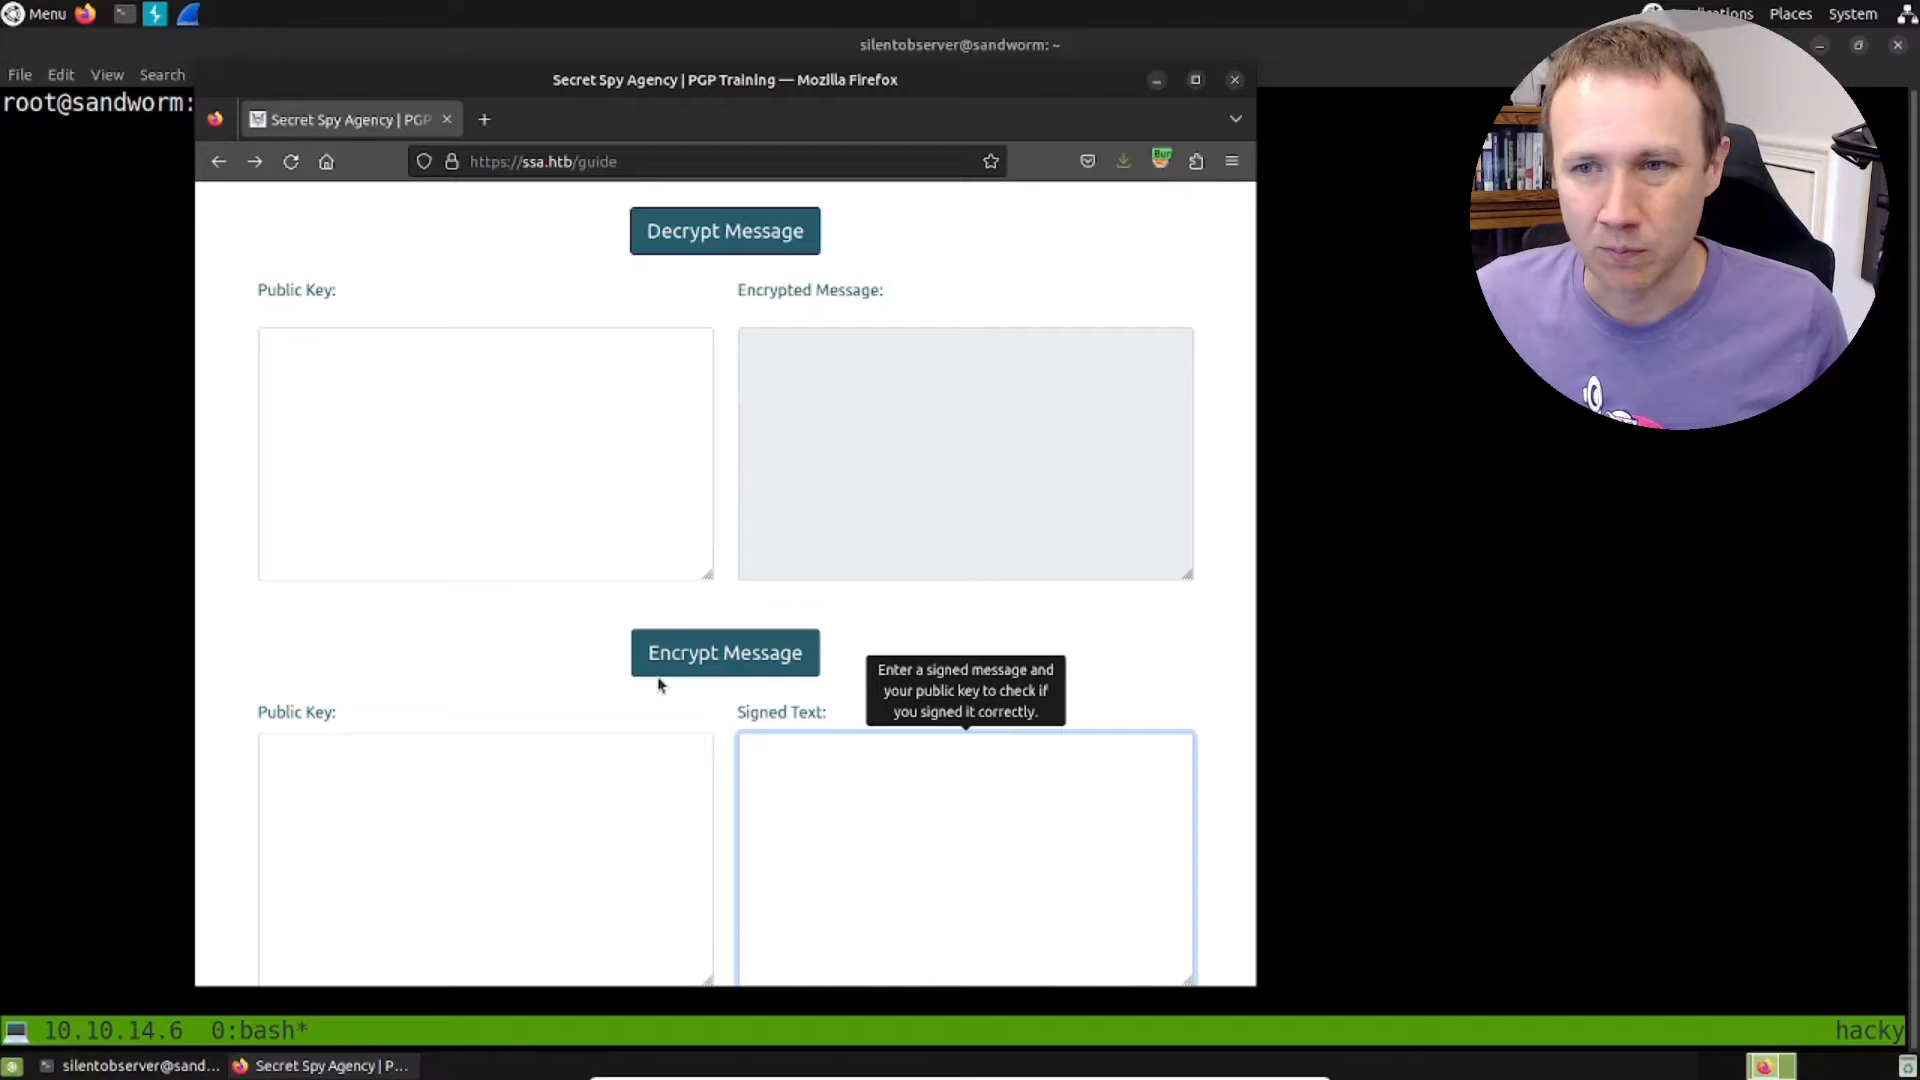 Menu
Places System
silentobserver@sandworm: ~
File Edit View Search
Secret Spy Agency | PGP Training — Mozilla Firefox
root@sandworm:
Secret Spy Agency | PGP
https://ssa.htb/guide
Bur
Decrypt Message
Public Key: Encrypted Message:
Encrypt Message
Enter a signed message and
your public key to check if
you signed it correctly.
Public Key: Signed Text:
10.10.14.6 0:bash* hacky
silentobserver@sand... Secret Spy Agency | P...